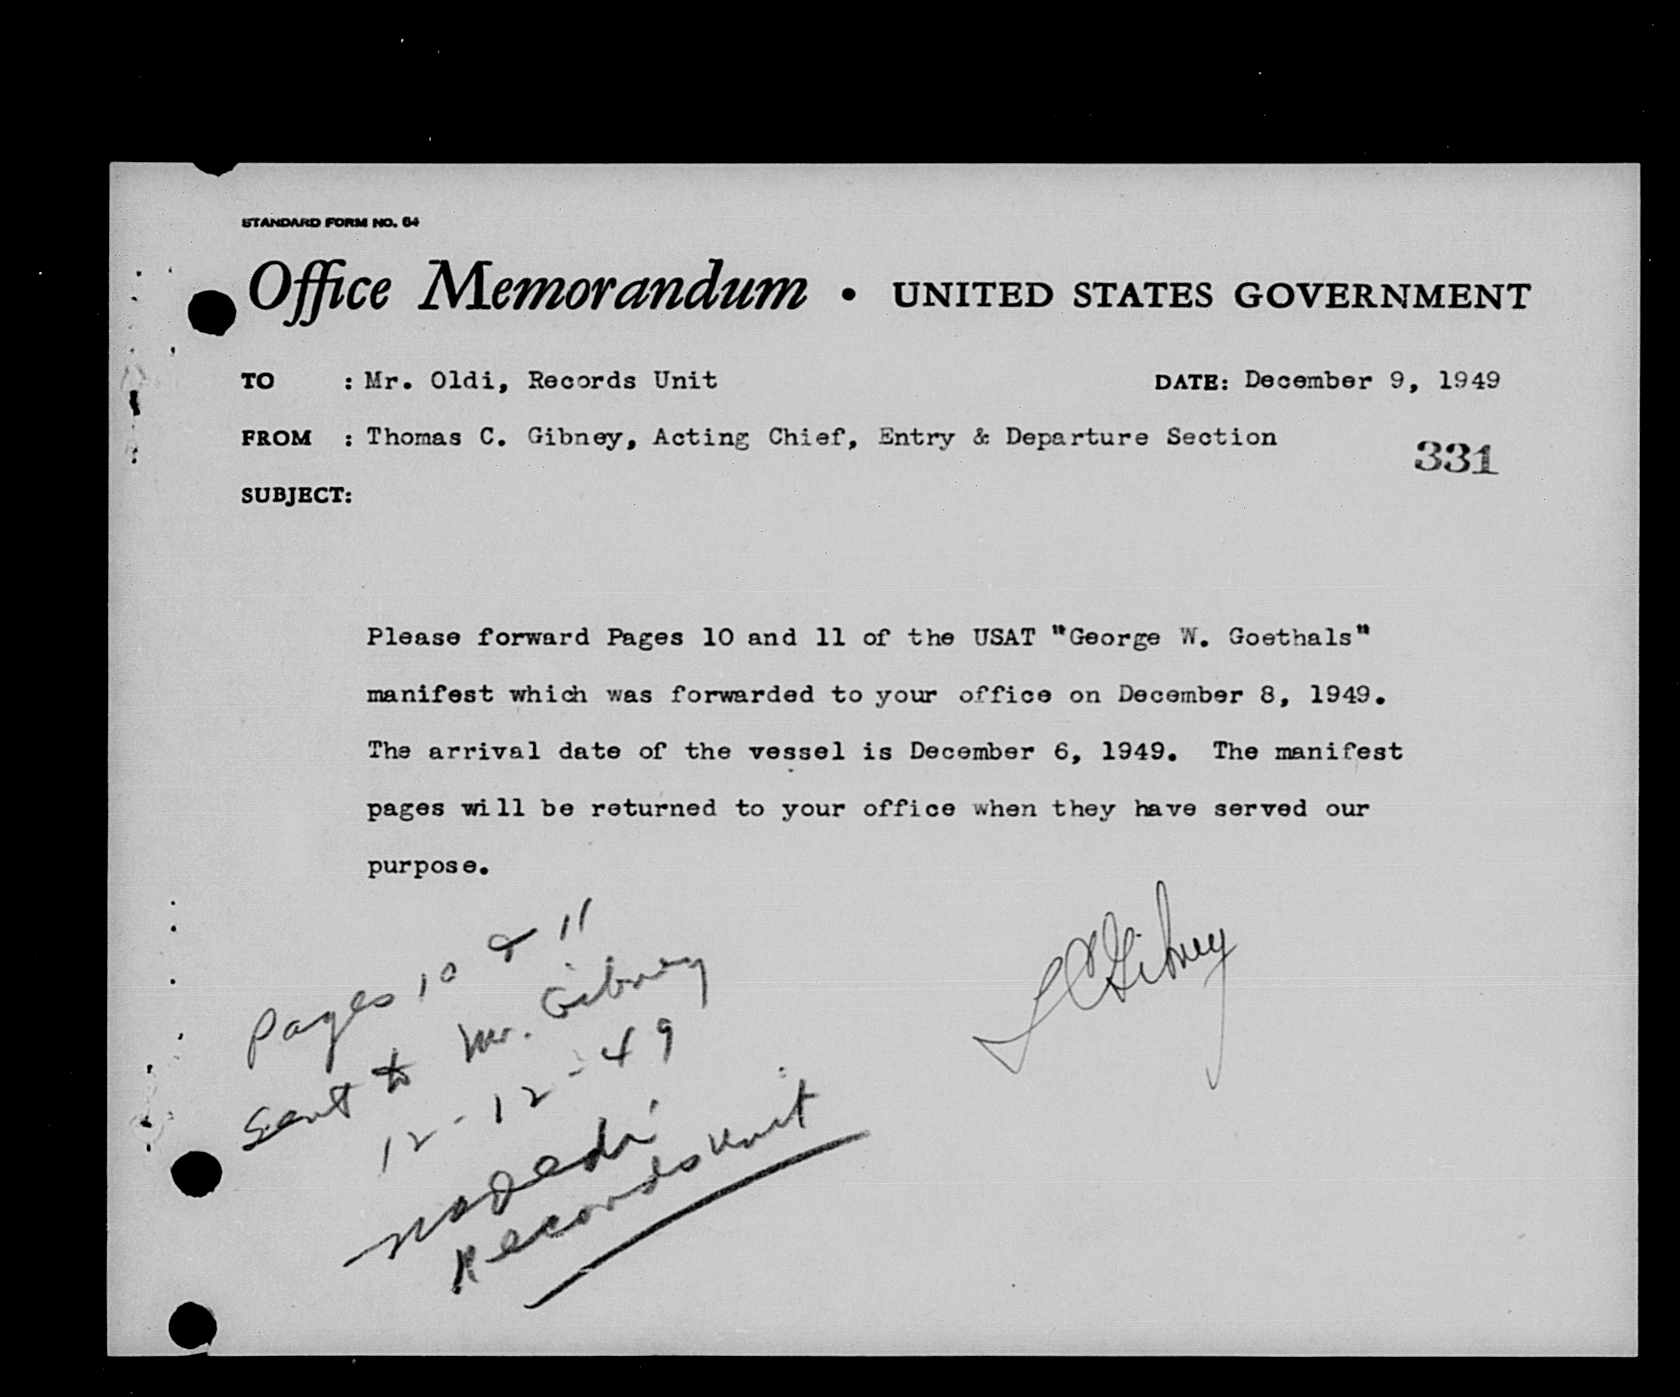 STANDARD FORM NO. 64
Office Memorandum • UNITED STATES GOVERNMENT
TO : Mr. Oldi, Records Unit DATE: December 9, 1949
FROM : Thomas C. Gibney, Acting Chief, Entry & Departure Section
331
SUBJECT:
Please forward Pages 10 and 11 of the USAT "George W. Goethals"
manifest which was forwarded to your office on December 8, 1949.
The arrival date of the vessel is December 6, 1949. The manifest
pages will be returned to your office when they have served our
purpose.
TCGibney
Pages 10 & 11
Sent to Mr. Gibney
12-12-49
Records Unit